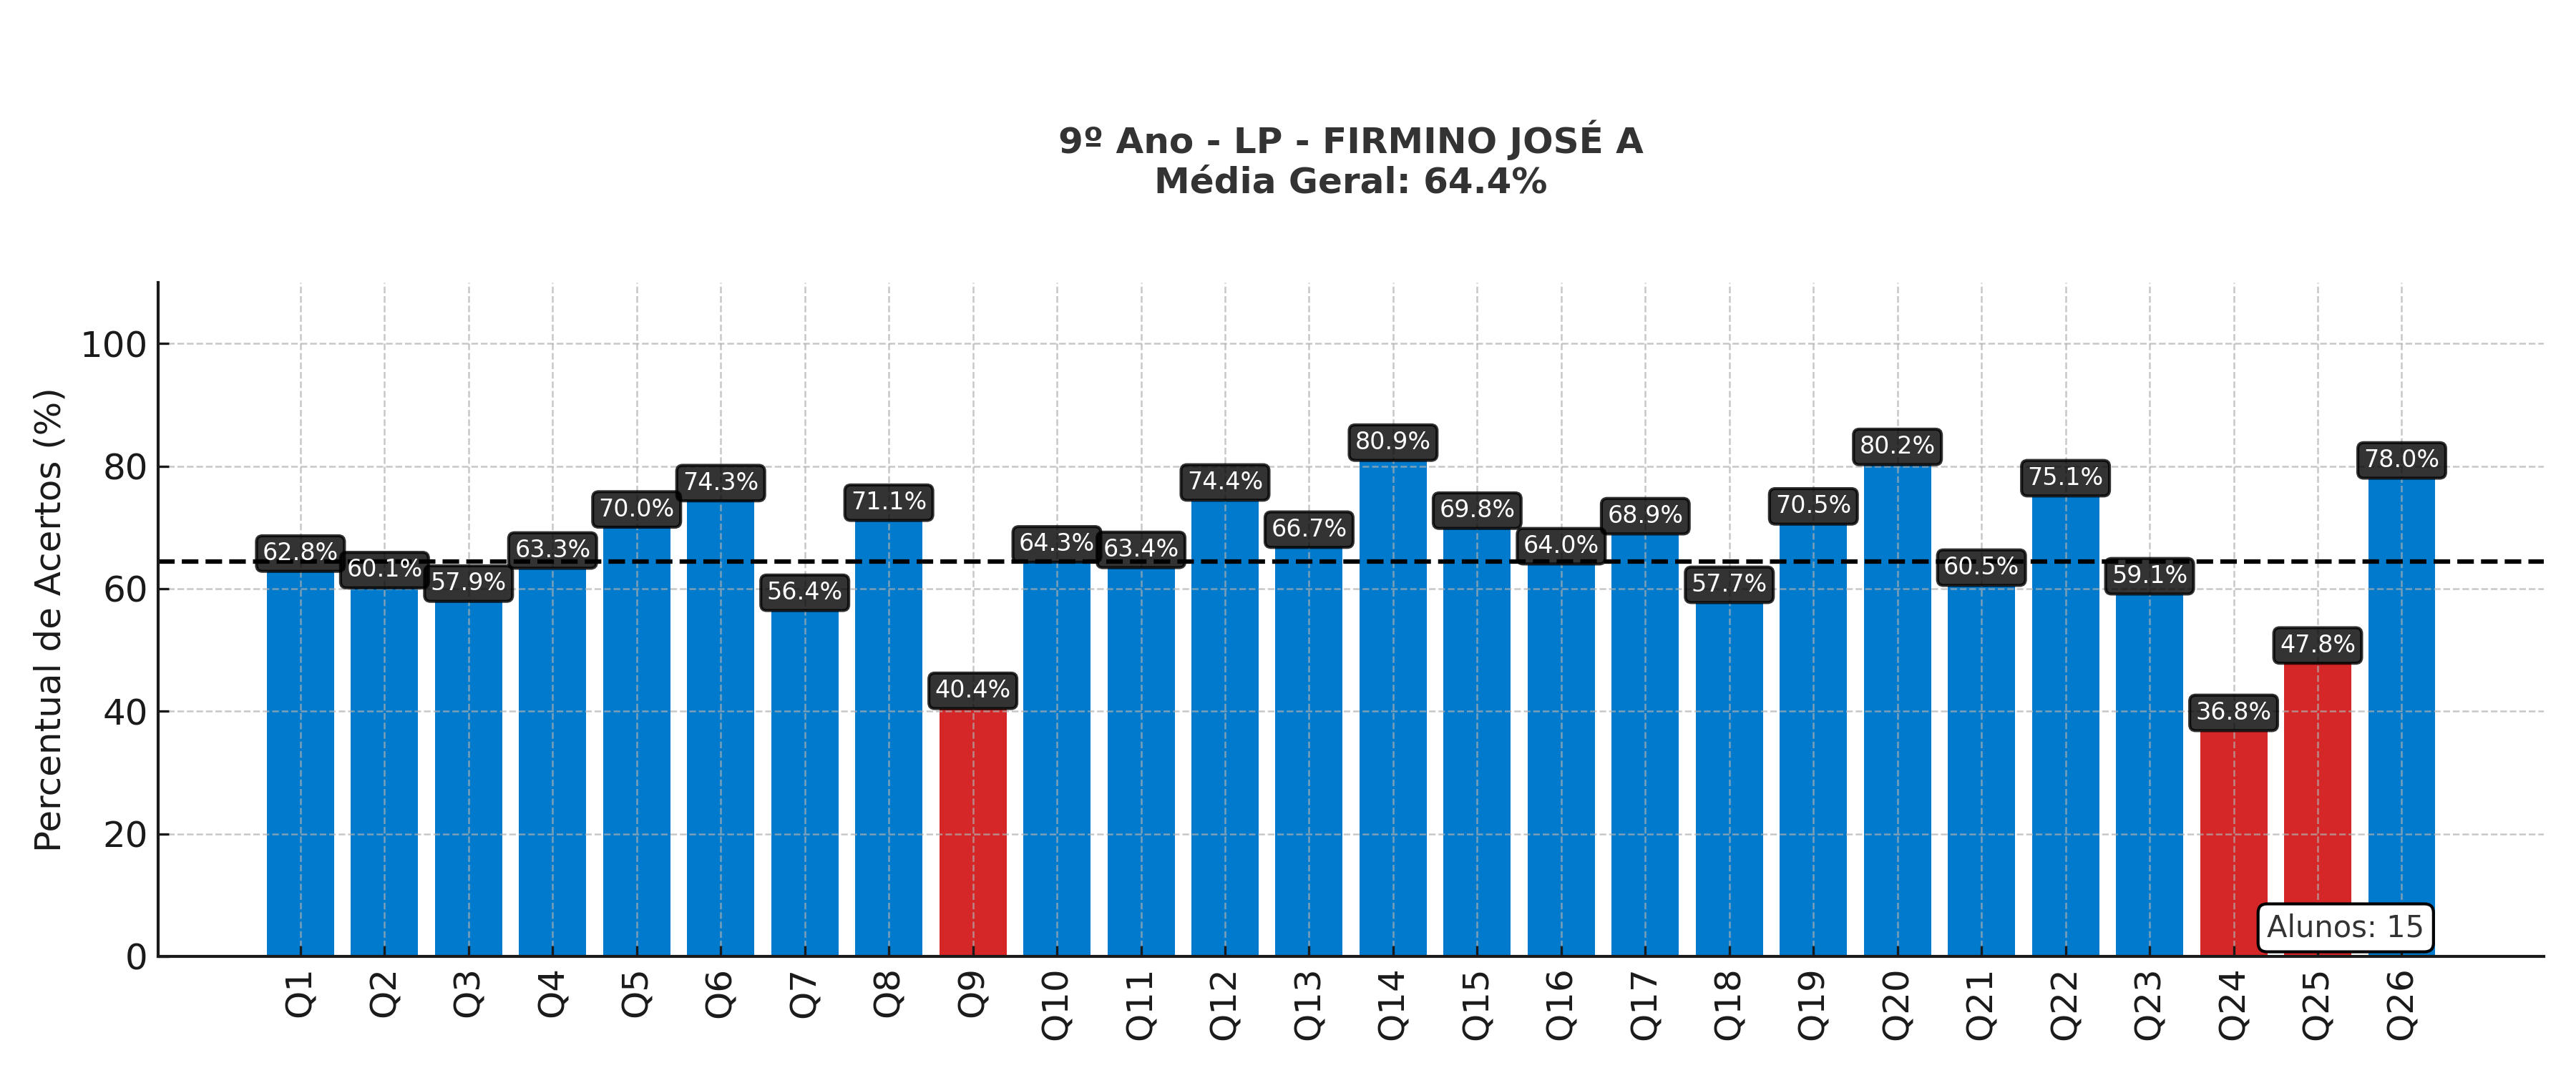 9º Ano - LP - FIRMINO JOSÉ A
Média Geral: 64.4%
Percentual de Acertos (%)
100
80
60
40
20
0
62.8%
60.1%
57.9%
63.3%
70.0%
74.3%
56.4%
71.1%
40.4%
64.3%
63.4%
74.4%
66.7%
80.9%
69.8%
64.0%
68.9%
57.7%
70.5%
80.2%
60.5%
75.1%
59.1%
36.8%
47.8%
78.0%
Alunos: 15
Q1
Q2
Q3
Q4
Q5
Q6
Q7
Q8
Q9
Q10
Q11
Q12
Q13
Q14
Q15
Q16
Q17
Q18
Q19
Q20
Q21
Q22
Q23
Q24
Q25
Q26